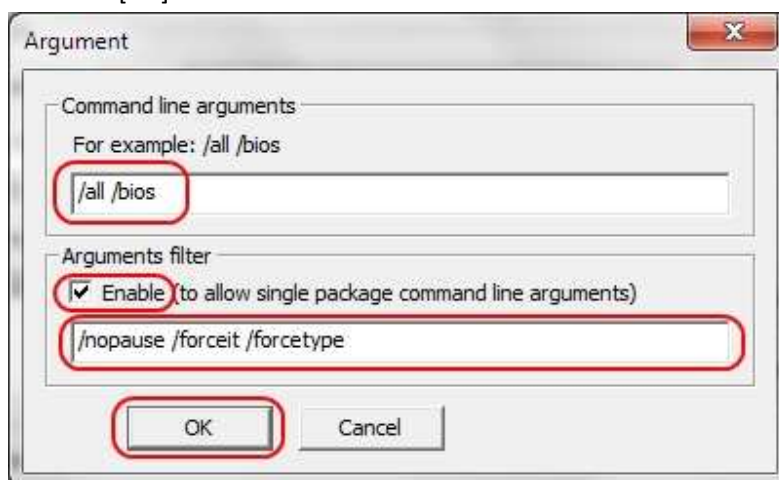 Argument
Command line arguments
For example: /all /bios
/all /bios
Arguments filter
Enable (to allow single package command line arguments)
/nopause /forceit /forcetype
OK Cancel